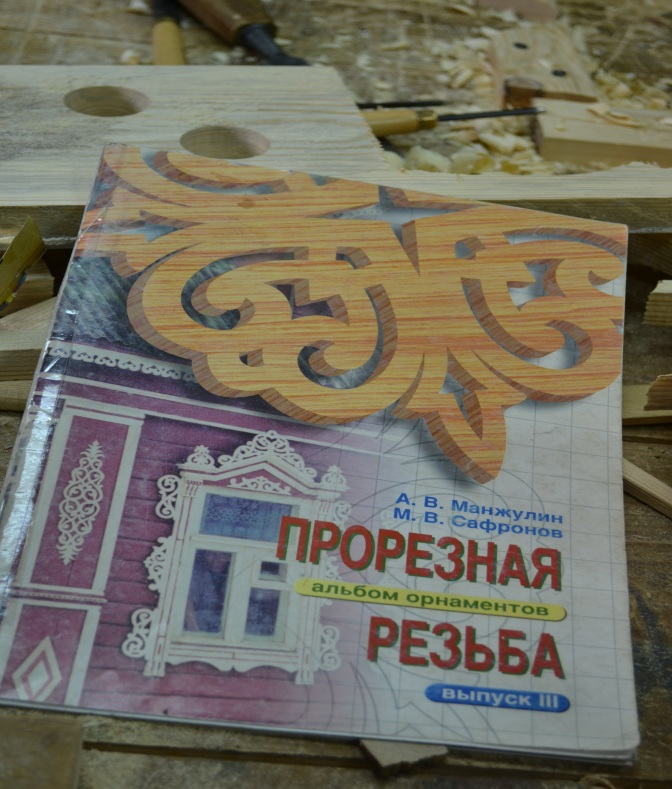 А. В. Манжулин
М. В. Сафронов
ПРОРЕЗНАЯ
альбом орнаментов
РЕЗЬБА
выпуск III